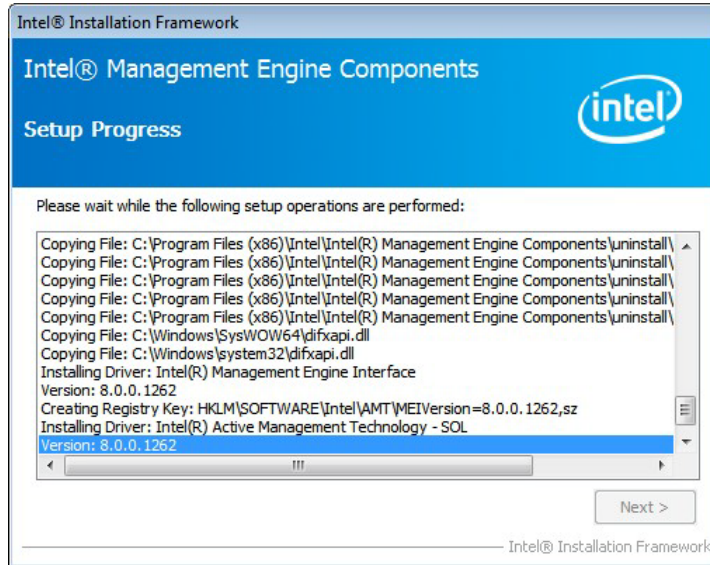 Intel® Installation Framework
Intel® Management Engine Components
intel
Setup Progress
Please wait while the following setup operations are performed:
Copying File: C:\Program Files (x86)\Intel\Intel(R) Management Engine Components\uninstall\
Copying File: C:\Program Files (x86)\Intel\Intel(R) Management Engine Components\uninstall\
Copying File: C:\Program Files (x86)\Intel\Intel(R) Management Engine Components\uninstall\
Copying File: C:\Program Files (x86)\Intel\Intel(R) Management Engine Components\uninstall\
Copying File: C:\Program Files (x86)\Intel\Intel(R) Management Engine Components\uninstall\
Copying File: C:\Windows\SysWOW64\difxapi.dll
Copying File: C:\Windows\system32\difxapi.dll
Installing Driver: Intel(R) Management Engine Interface
Version: 8.0.0.1262
Creating Registry Key: HKLM\SOFTWARE\Intel\AMT\MEIVersion=8.0.0.1262,sz
Installing Driver: Intel(R) Active Management Technology - SOL
Version: 8.0.0.1262
Next >
Intel® Installation Framework